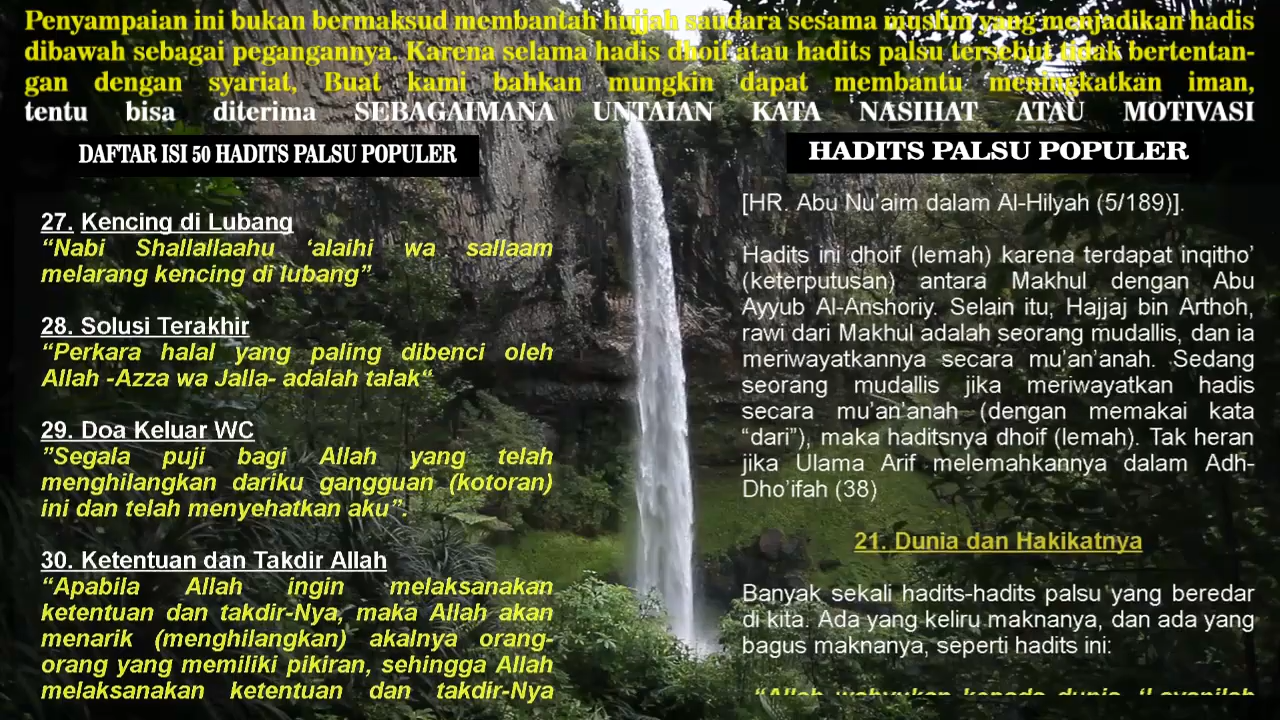 Penyampaian ini bukan bermaksud membantah hujjah saudara sesama muslim yang menjadikan hadis
dibawah sebagai pegangannya. Karena selama hadis dhoif atau hadits palsu tersebut tidak bertentan-
gan dengan syariat, Buat kami bahkan mungkin dapat membantu meningkatkan iman,
tentu bisa diterima SEBAGAIMANA UNTAIAN KATA NASIHAT ATAU MOTIVASI
DAFTAR ISI 50 HADITS PALSU POPULER
27. Kencing di Lubang
“Nabi Shallallaahu ‘alaihi wa sallaam
melarang kencing di lubang”
28. Solusi Terakhir
“Perkara halal yang paling dibenci oleh
Allah -Azza wa Jalla- adalah talak“
29. Doa Keluar WC
”Segala puji bagi Allah yang telah
menghilangkan dariku gangguan (kotoran)
ini dan telah menyehatkan aku”.
30. Ketentuan dan Takdir Allah
“Apabila Allah ingin melaksanakan
ketentuan dan takdir-Nya, maka Allah akan
menarik (menghilangkan) akalnya orang-
orang yang memiliki pikiran, sehingga Allah
melaksanakan ketentuan dan takdir-Nya
HADITS PALSU POPULER
[HR. Abu Nu’aim dalam Al-Hilyah (5/189)].
Hadits ini dhoif (lemah) karena terdapat inqitho’
(keterputusan) antara Makhul dengan Abu
Ayyub Al-Anshoriy. Selain itu, Hajjaj bin Arthoh,
rawi dari Makhul adalah seorang mudallis, dan ia
meriwayatkannya secara mu’an’anah. Sedang
seorang mudallis jika meriwayatkan hadis
secara mu’an’anah (dengan memakai kata
“dari”), maka haditsnya dhoif (lemah). Tak heran
jika Ulama Arif melemahkannya dalam Adh-
Dho’ifah (38)
21. Dunia dan Hakikatnya
Banyak sekali hadits-hadits palsu yang beredar
di kita. Ada yang keliru maknanya, dan ada yang
bagus maknanya, seperti hadits ini:
“Allah wahyukan kepada dunia, “Layanilah